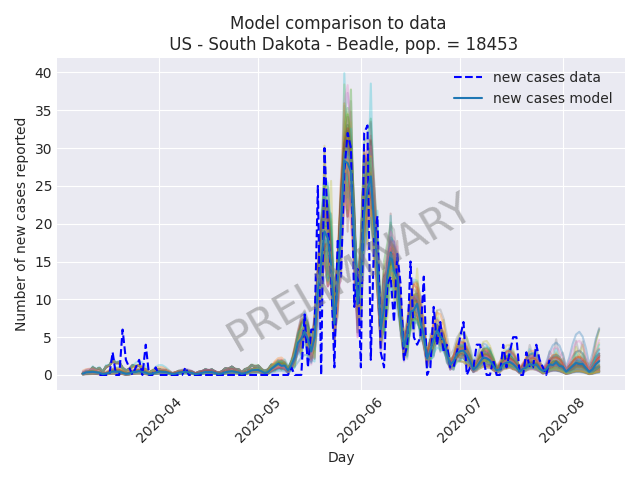 Model comparison to data
US - South Dakota - Beadle, pop. = 18453
new cases data
new cases model
Number of new cases reported
40
35
30
25
20
15
10
5
0
PRELIMINARY
2020-04
2020-05
2020-06
2020-07
2020-08
Day